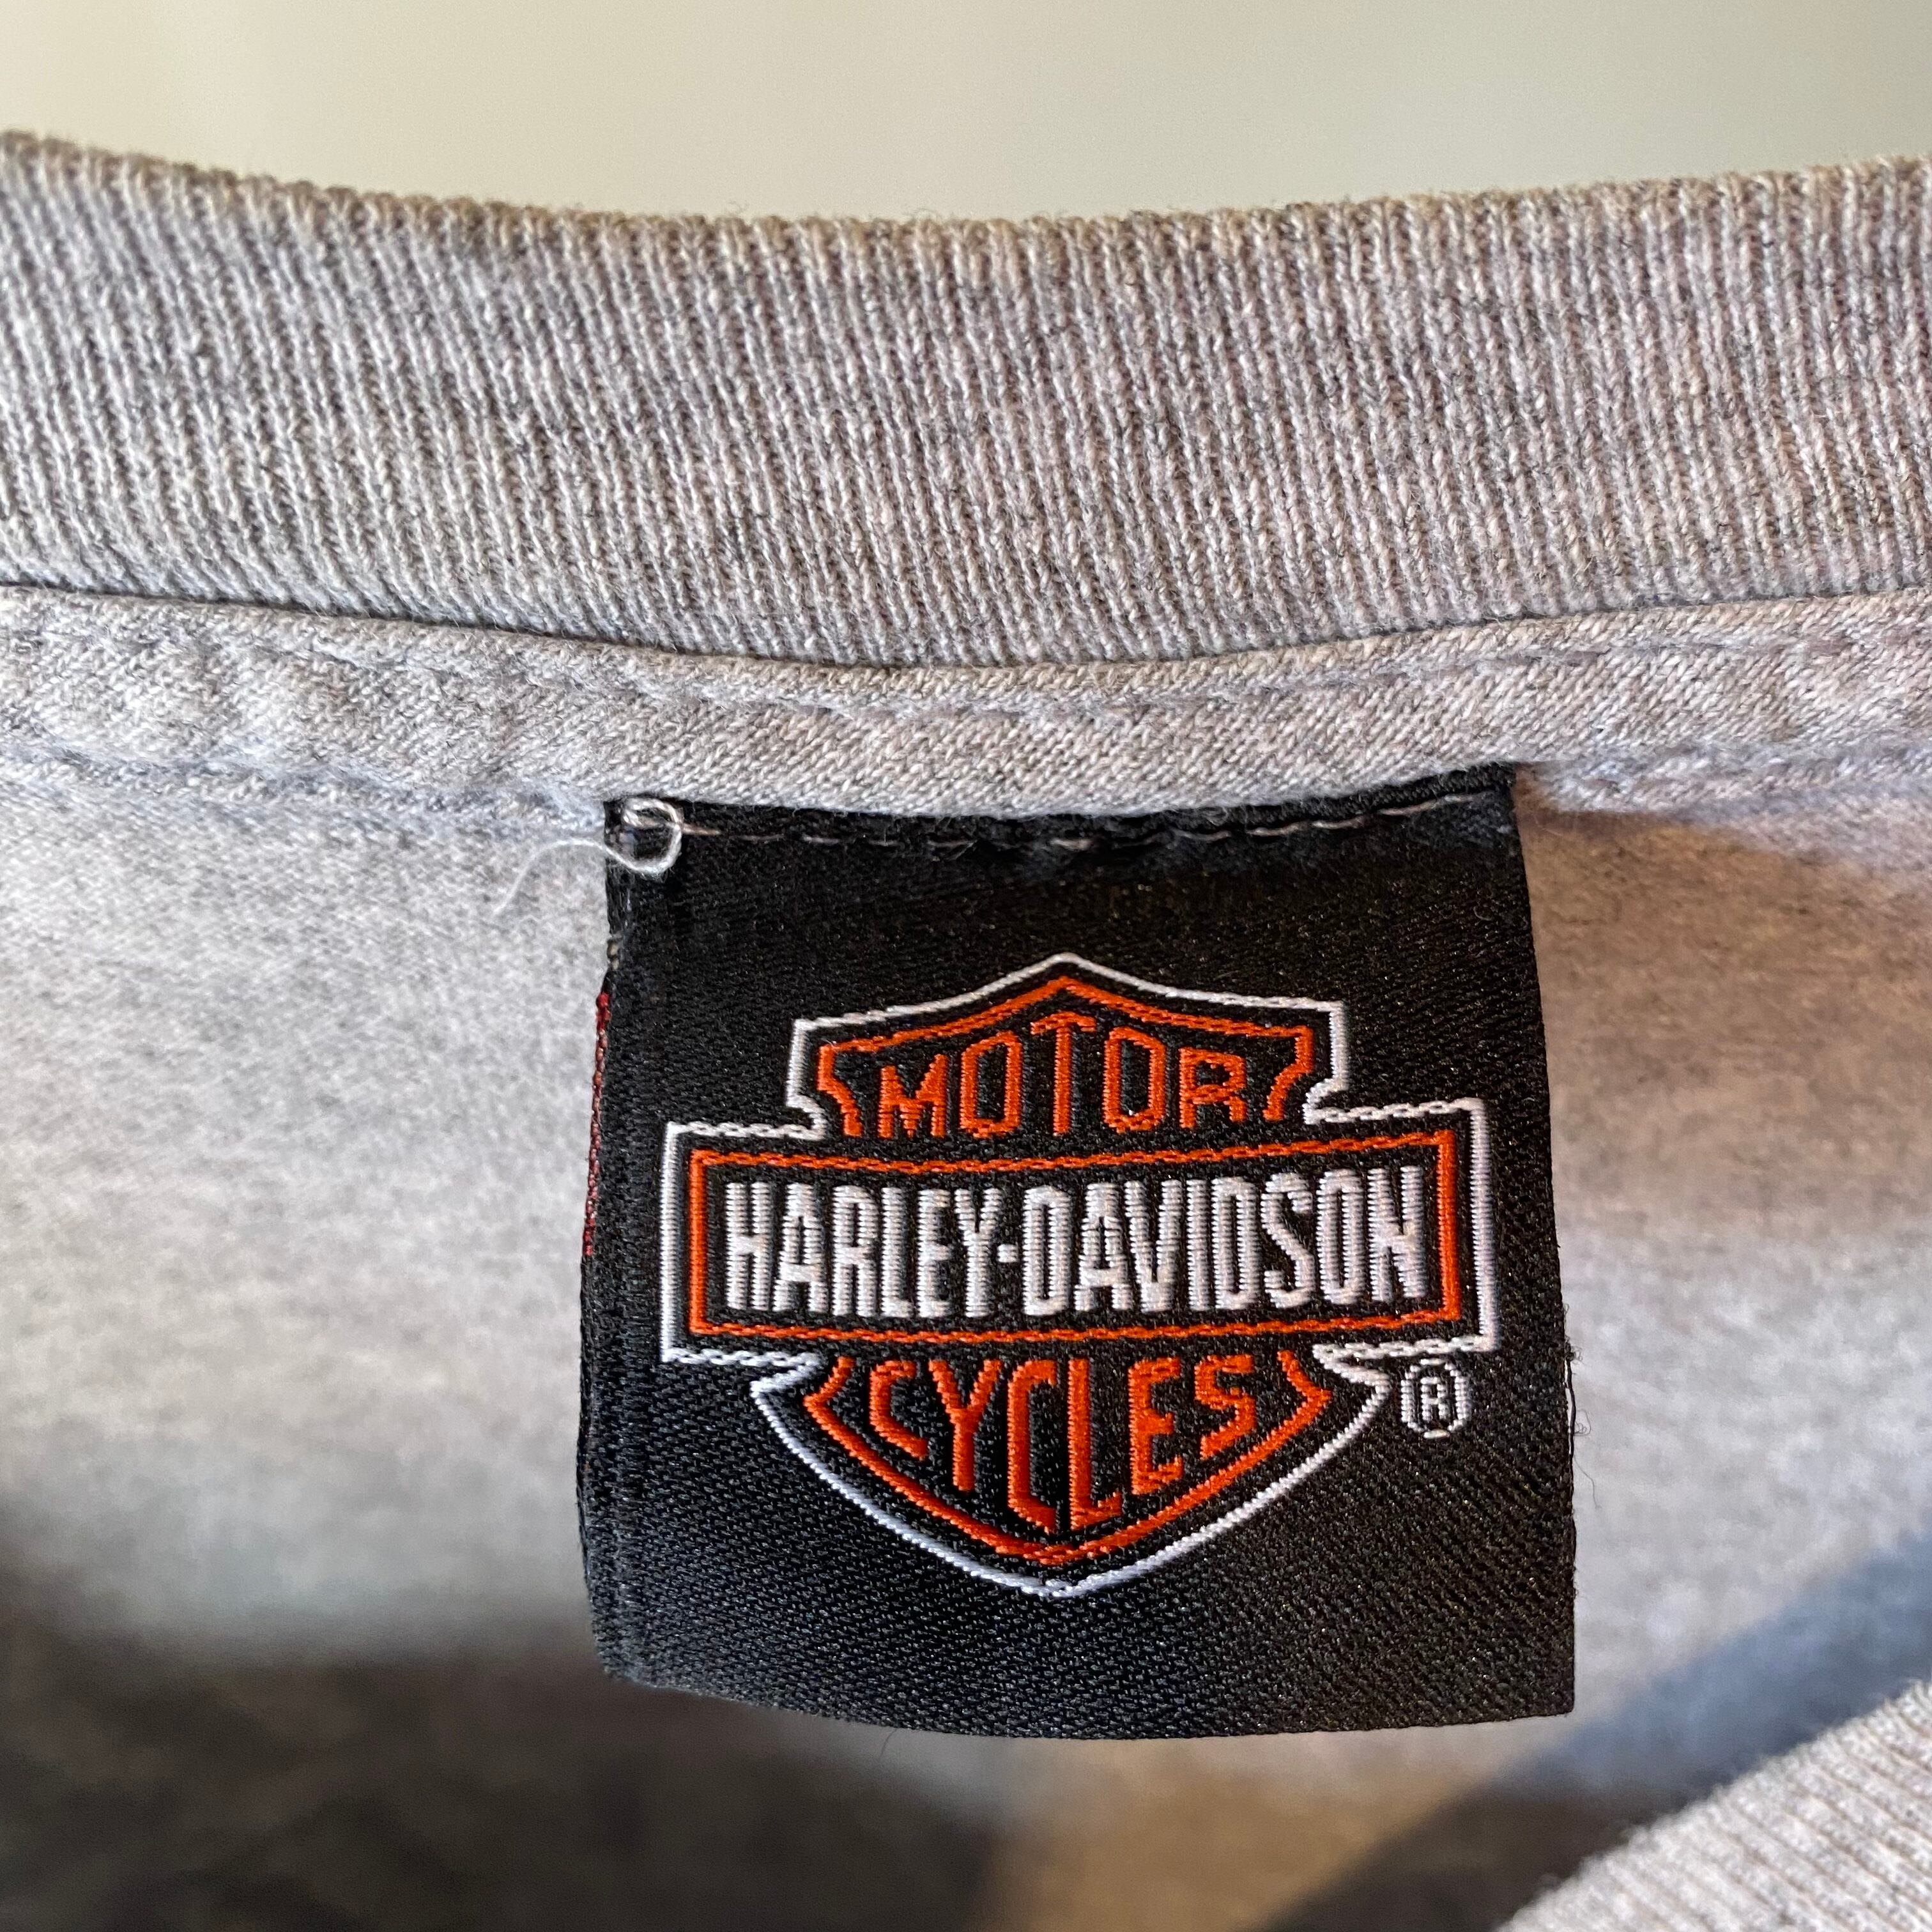 MOTOR
HARLEY-DAVIDSON
CYCLES
®